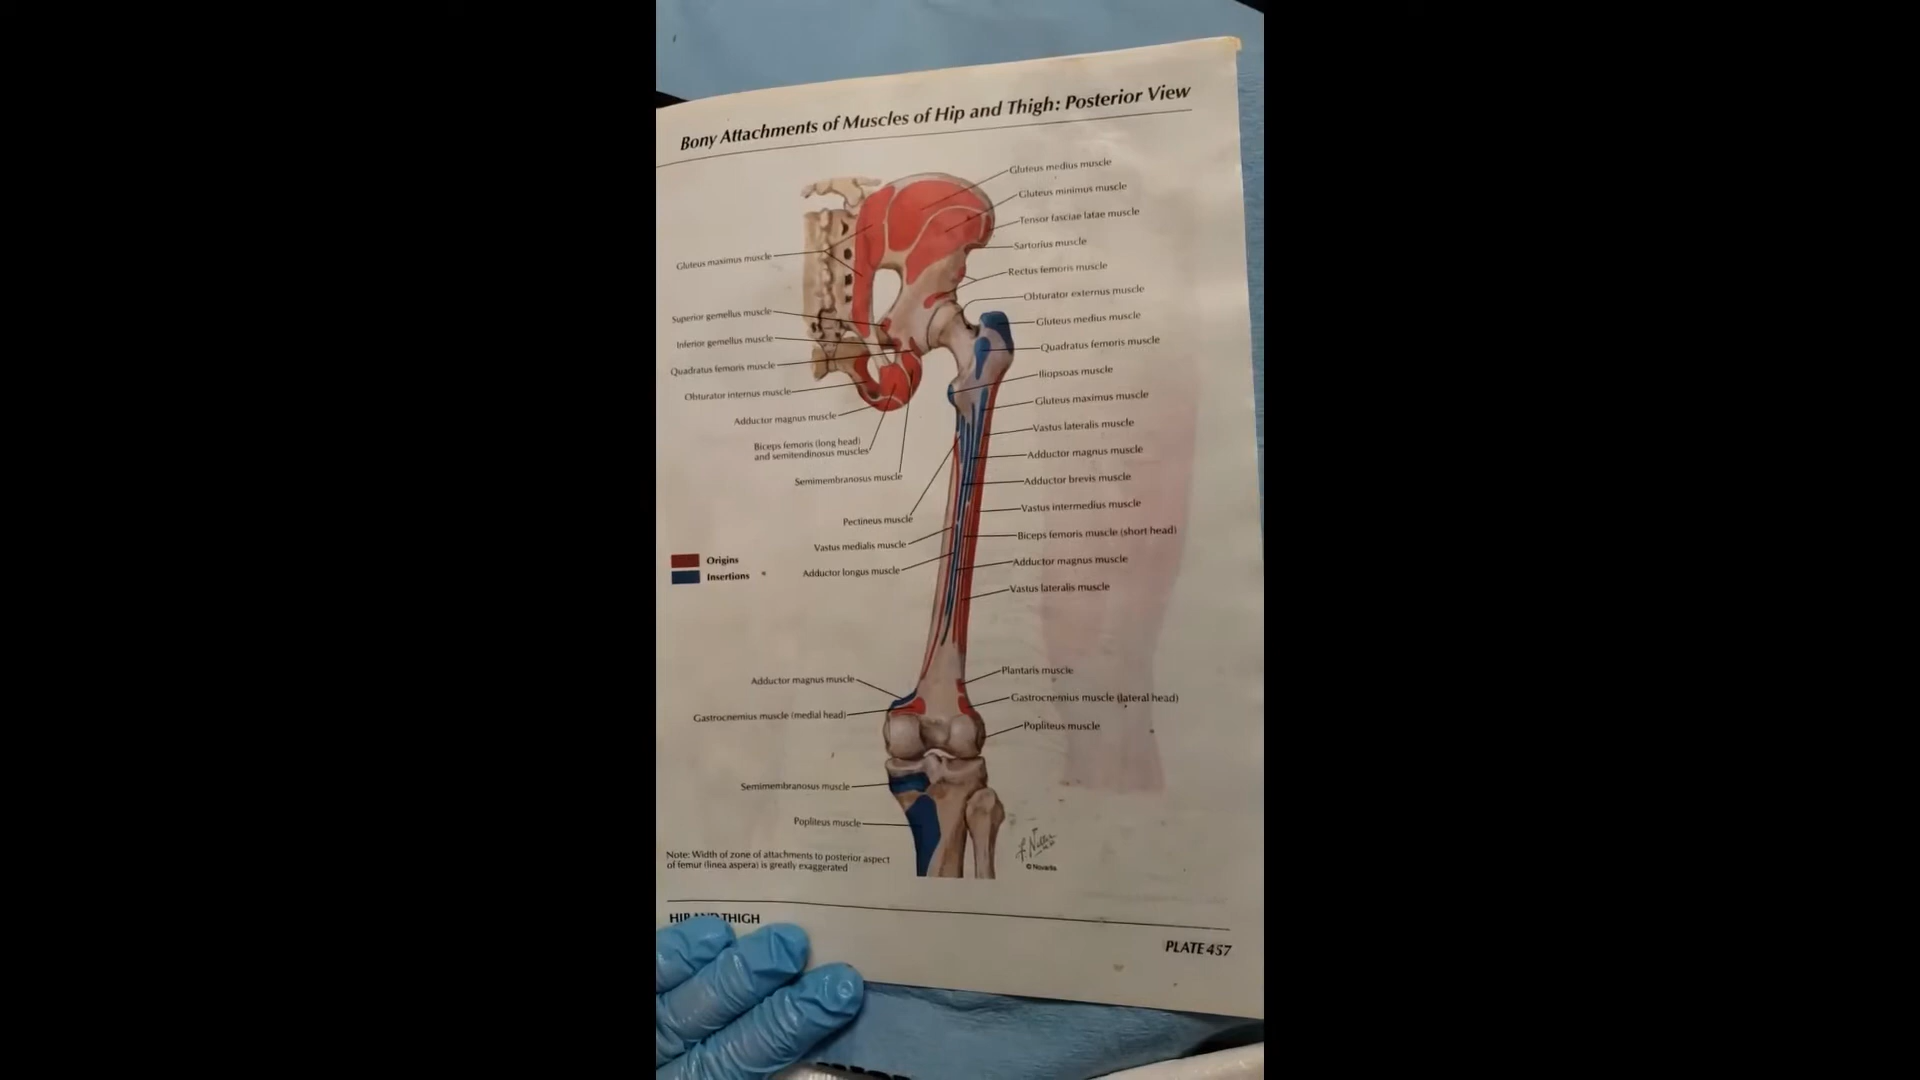 Bony Attachments of Muscles of Hip and Thigh: Posterior View
Gluteus medius muscle
Gluteus minimus muscle
Tensor fasciae latae muscle
Sartorius muscle
Rectus femoris muscle
Obturator externus muscle
Gluteus medius muscle
Quadratus femoris muscle
Iliopsoas muscle
Gluteus maximus muscle
Vastus lateralis muscle
Adductor magnus muscle
Adductor brevis muscle
Vastus intermedius muscle
Biceps femoris muscle (short head)
Adductor magnus muscle
Vastus lateralis muscle
Plantaris muscle
Gastrocnemius muscle (lateral head)
Popliteus muscle
Gluteus maximus muscle
Superior gemellus muscle
Inferior gemellus muscle
Quadratus femoris muscle
Obturator internus muscle
Adductor magnus muscle
Biceps femoris (long head)
and semitendinosus muscles
Semimembranosus muscle
Pectineus muscle
Vastus medialis muscle
Adductor longus muscle
Origins
Insertions
Adductor magnus muscle
Gastrocnemius muscle (medial head)
Semimembranosus muscle
Popliteus muscle
Note: Width of zone of attachments to posterior aspect
of femur (linea aspera) is greatly exaggerated
F. Netter
© Novartis
HIP AND THIGH
PLATE 457